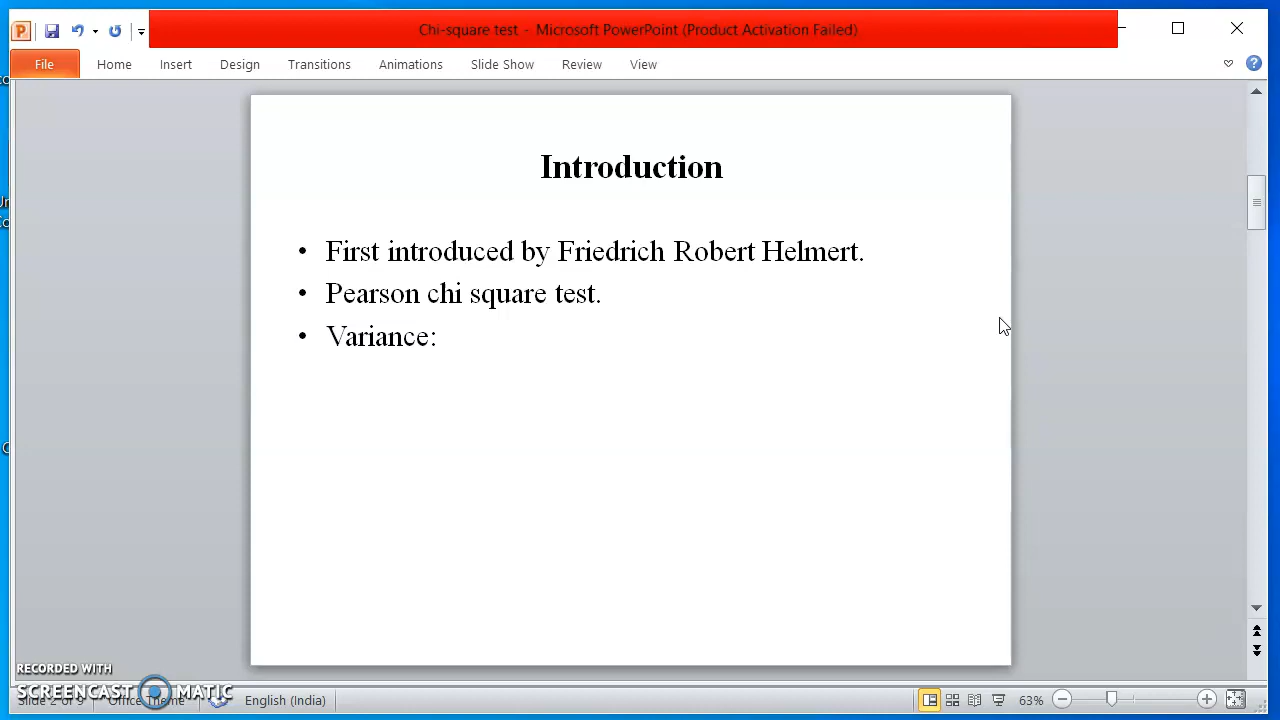 Chi-square test - Microsoft PowerPoint (Product Activation Failed)
File Home Insert Design Transitions Animations Slide Show Review View
Introduction
• First introduced by Friedrich Robert Helmert.
• Pearson chi square test.
• Variance:
RECORDED WITH
SCREENCAST MATIC
Slide 2 of 9 Office Theme English (India) 63%